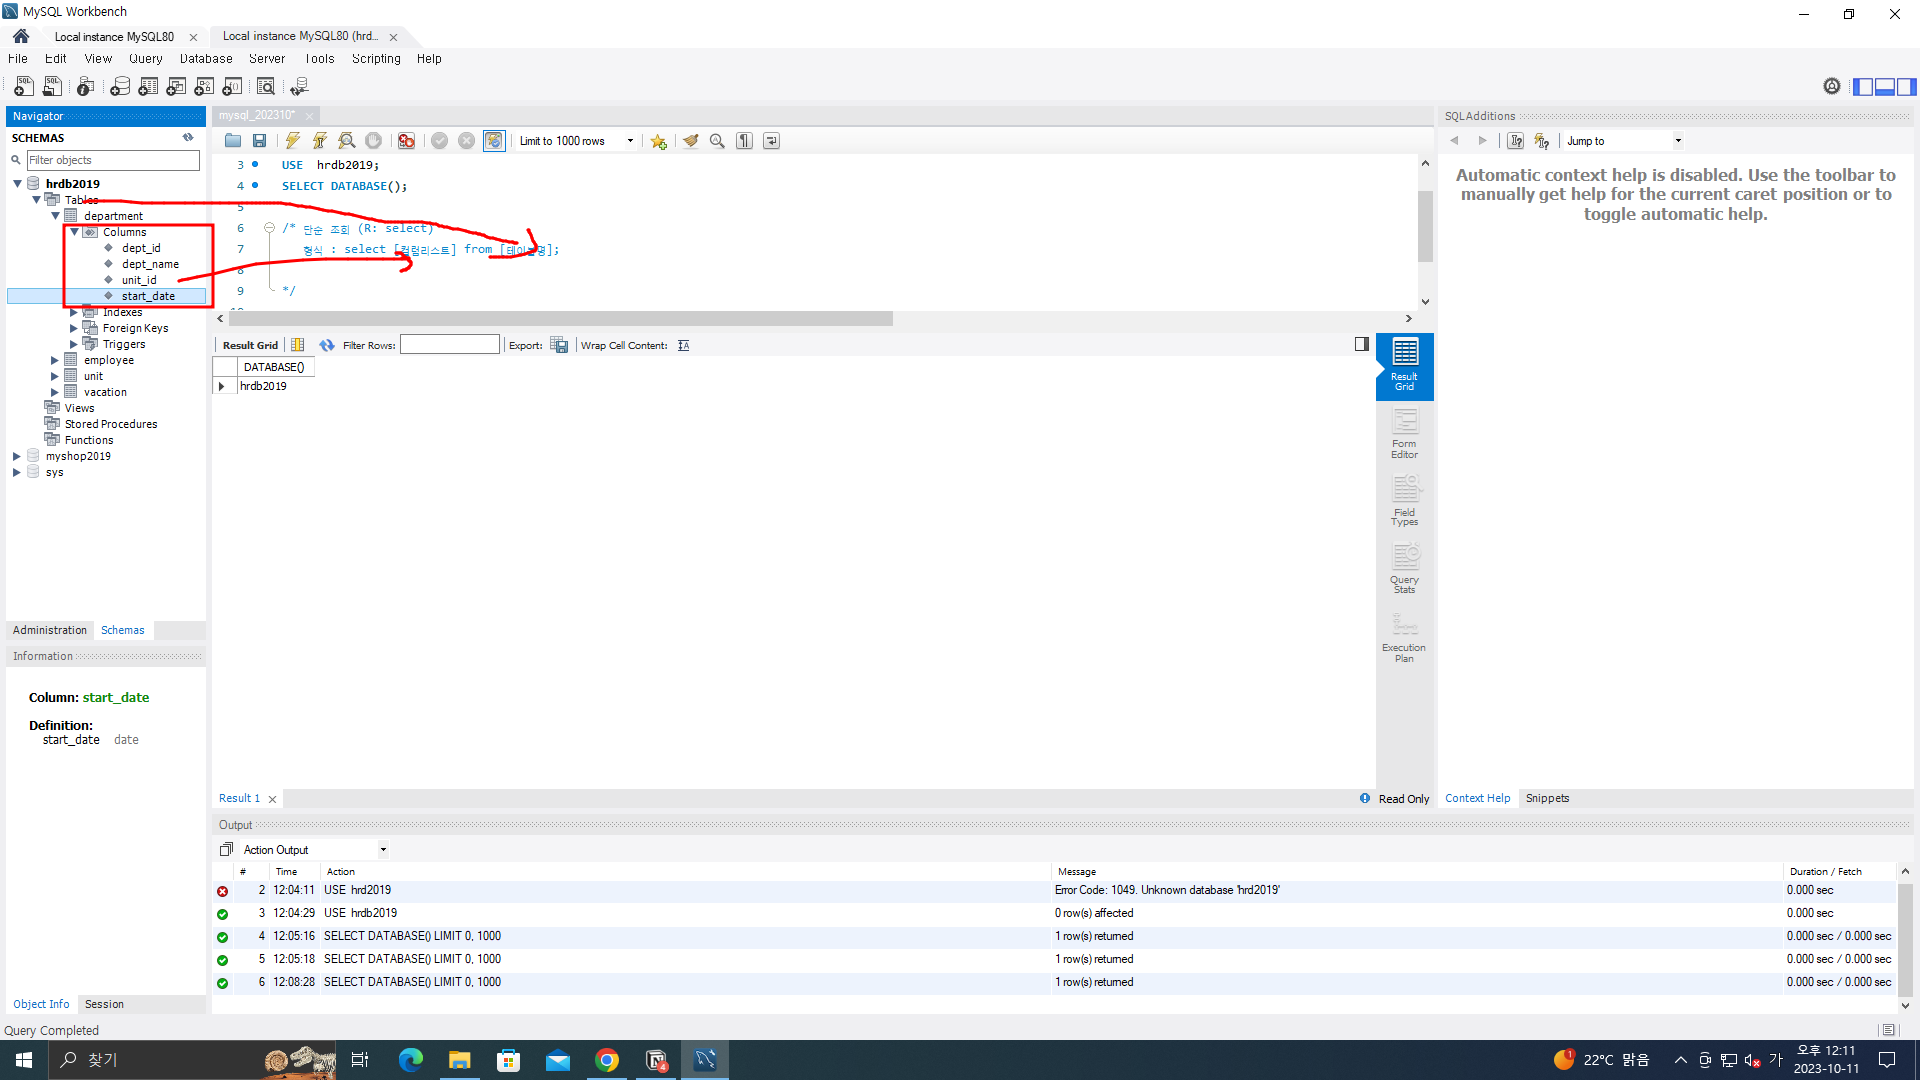 MySQL Workbench
Local instance MySQL80
Local instance MySQL80 (hrd...
File Edit View Query Database Server Tools Scripting Help
Navigator
SCHEMAS
Filter objects
hrdb2019
Tables
department
Columns
dept_id
dept_name
unit_id
start_date
Indexes
Foreign Keys
Triggers
employee
unit
vacation
Views
Stored Procedures
Functions
myshop2019
sys
Administration Schemas
Information
Column: start_date
Definition:
start_date date
Object Info Session
mysql_202310*
Limit to 1000 rows
3 USE hrdb2019;
4 SELECT DATABASE();
5
6 /* 단순 조회 (R: select)
7 형식 : select [컬럼리스트] from [테이블명];
8
9 */
Result Grid Filter Rows: Export: Wrap Cell Content:
DATABASE()
hrdb2019
Result Grid
Form Editor
Field Types
Query Stats
Execution Plan
Result 1
Read Only
SQLAdditions
Jump to
Automatic context help is disabled. Use the toolbar to
manually get help for the current caret position or to
toggle automatic help.
Context Help Snippets
Output
Action Output
# Time Action Message Duration / Fetch
2 12:04:11 USE hrd2019 Error Code: 1049. Unknown database 'hrd2019' 0.000 sec
3 12:04:29 USE hrdb2019 0 row(s) affected 0.000 sec
4 12:05:16 SELECT DATABASE() LIMIT 0, 1000 1 row(s) returned 0.000 sec / 0.000 sec
5 12:05:18 SELECT DATABASE() LIMIT 0, 1000 1 row(s) returned 0.000 sec / 0.000 sec
6 12:08:28 SELECT DATABASE() LIMIT 0, 1000 1 row(s) returned 0.000 sec / 0.000 sec
Query Completed
찾기
22°C 맑음
가
오후 12:11
2023-10-11